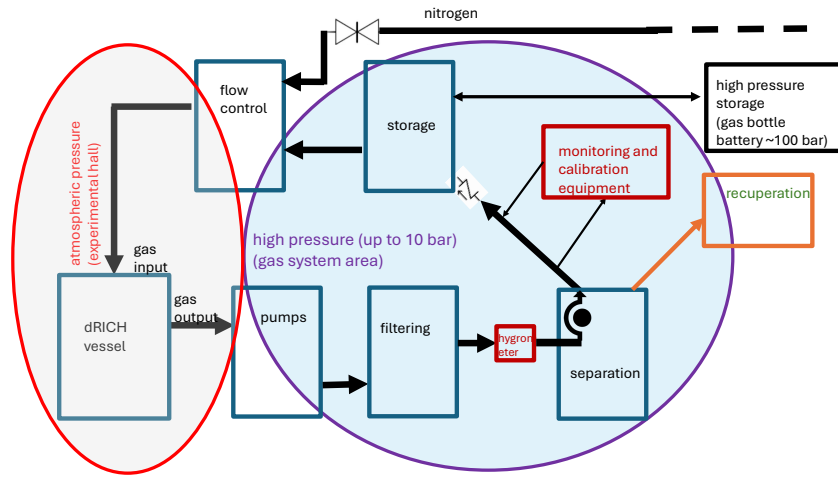 nitrogen
flow
control
storage
high pressure
storage
(gas bottle
battery ~100 bar)
monitoring and
calibration
equipment
recuperation
atmospheric pressure
(experimental hall)
high pressure (up to 10 bar)
(gas system area)
gas
input
gas
output
dRICH
vessel
pumps
filtering
hygrom
eter
separation